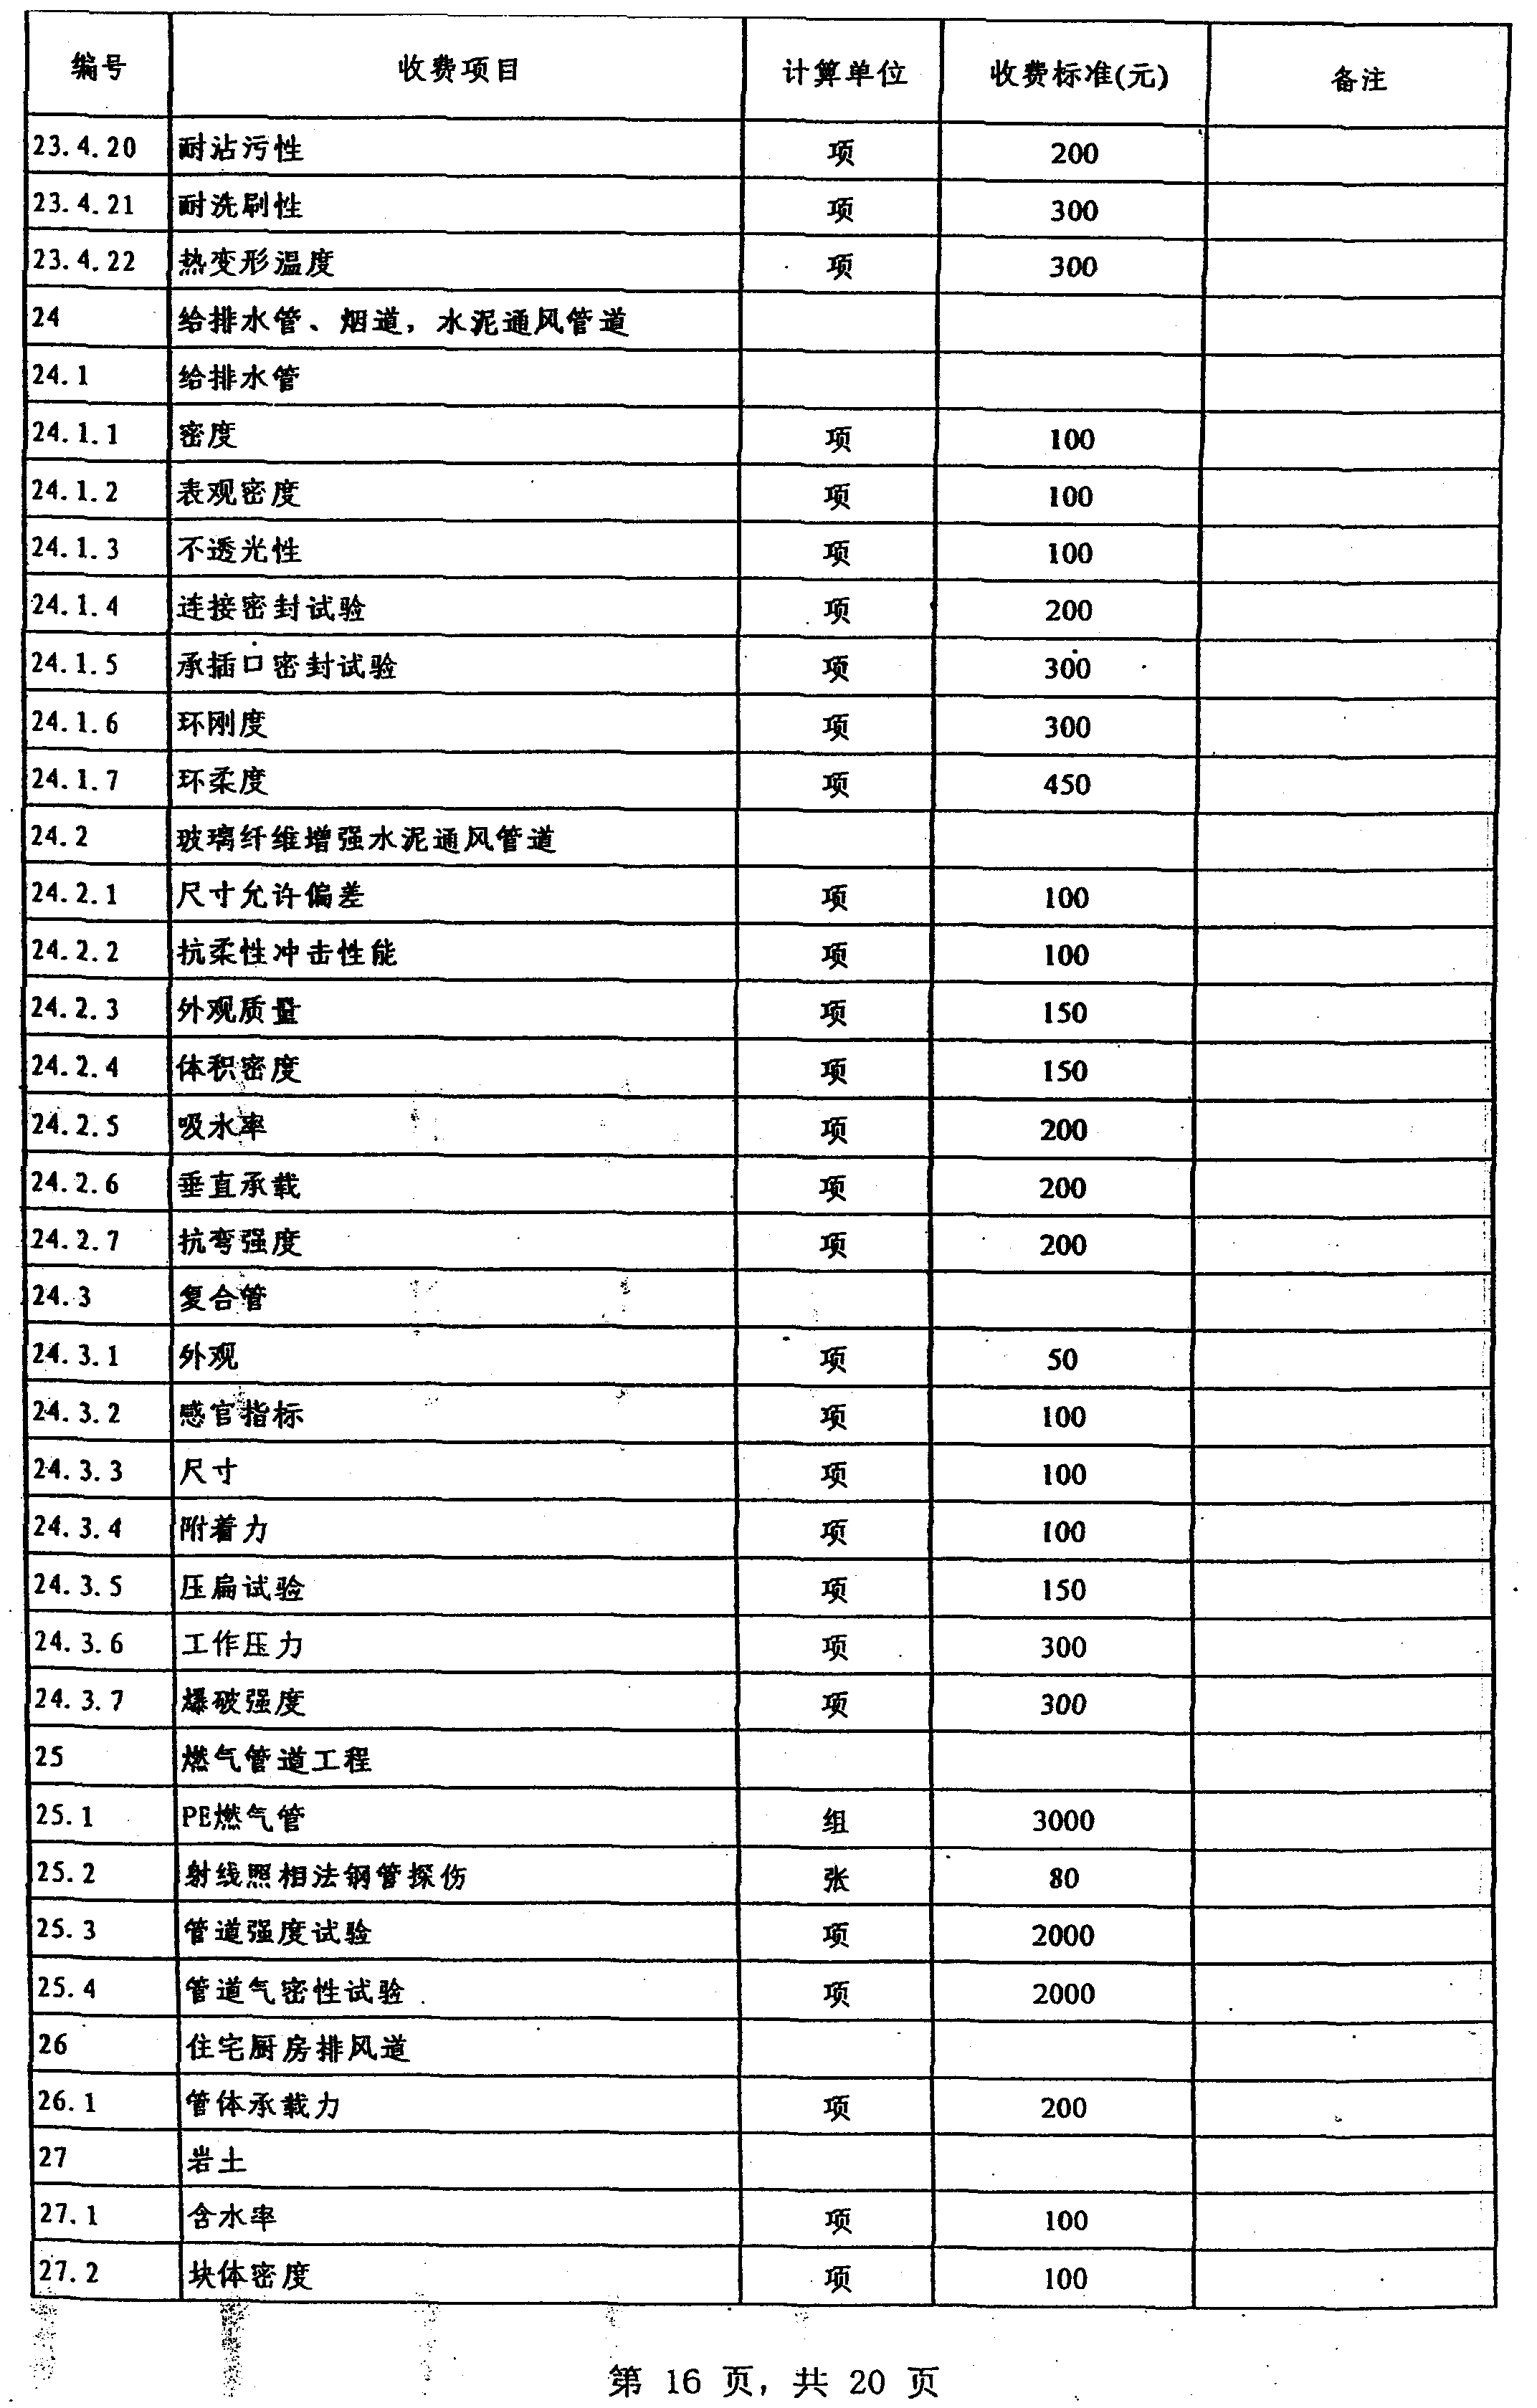 编号 收费项目 计算单位 收费标准(元) 备注
23.4.20 耐沾污性 项 200
23.4.21 耐洗刷性 项 300
23.4.22 热变形温度 项 300
24 给排水管、烟道，水泥通风管道
24.1 给排水管
24.1.1 密度 项 100
24.1.2 表观密度 项 100
24.1.3 不透光性 项 100
24.1.4 连接密封试验 项 200
24.1.5 承插口密封试验 项 300
24.1.6 环刚度 项 300
24.1.7 环柔度 项 450
24.2 玻璃纤维增强水泥通风管道
24.2.1 尺寸允许偏差 项 100
24.2.2 抗柔性冲击性能 项 100
24.2.3 外观质量 项 150
24.2.4 体积密度 项 150
24.2.5 吸水率 项 200
24.2.6 垂直承载 项 200
24.2.7 抗弯强度 项 200
24.3 复合管
24.3.1 外观 项 50
24.3.2 感官指标 项 100
24.3.3 尺寸 项 100
24.3.4 附着力 项 100
24.3.5 压扁试验 项 150
24.3.6 工作压力 项 300
24.3.7 爆破强度 项 300
25 燃气管道工程
25.1 PE燃气管 组 3000
25.2 射线照相法钢管探伤 张 80
25.3 管道强度试验 项 2000
25.4 管道气密性试验 项 2000
26 住宅厨房排风道
26.1 管体承载力 项 200
27 岩土
27.1 含水率 项 100
27.2 块体密度 项 100
第 16 页，共 20 页